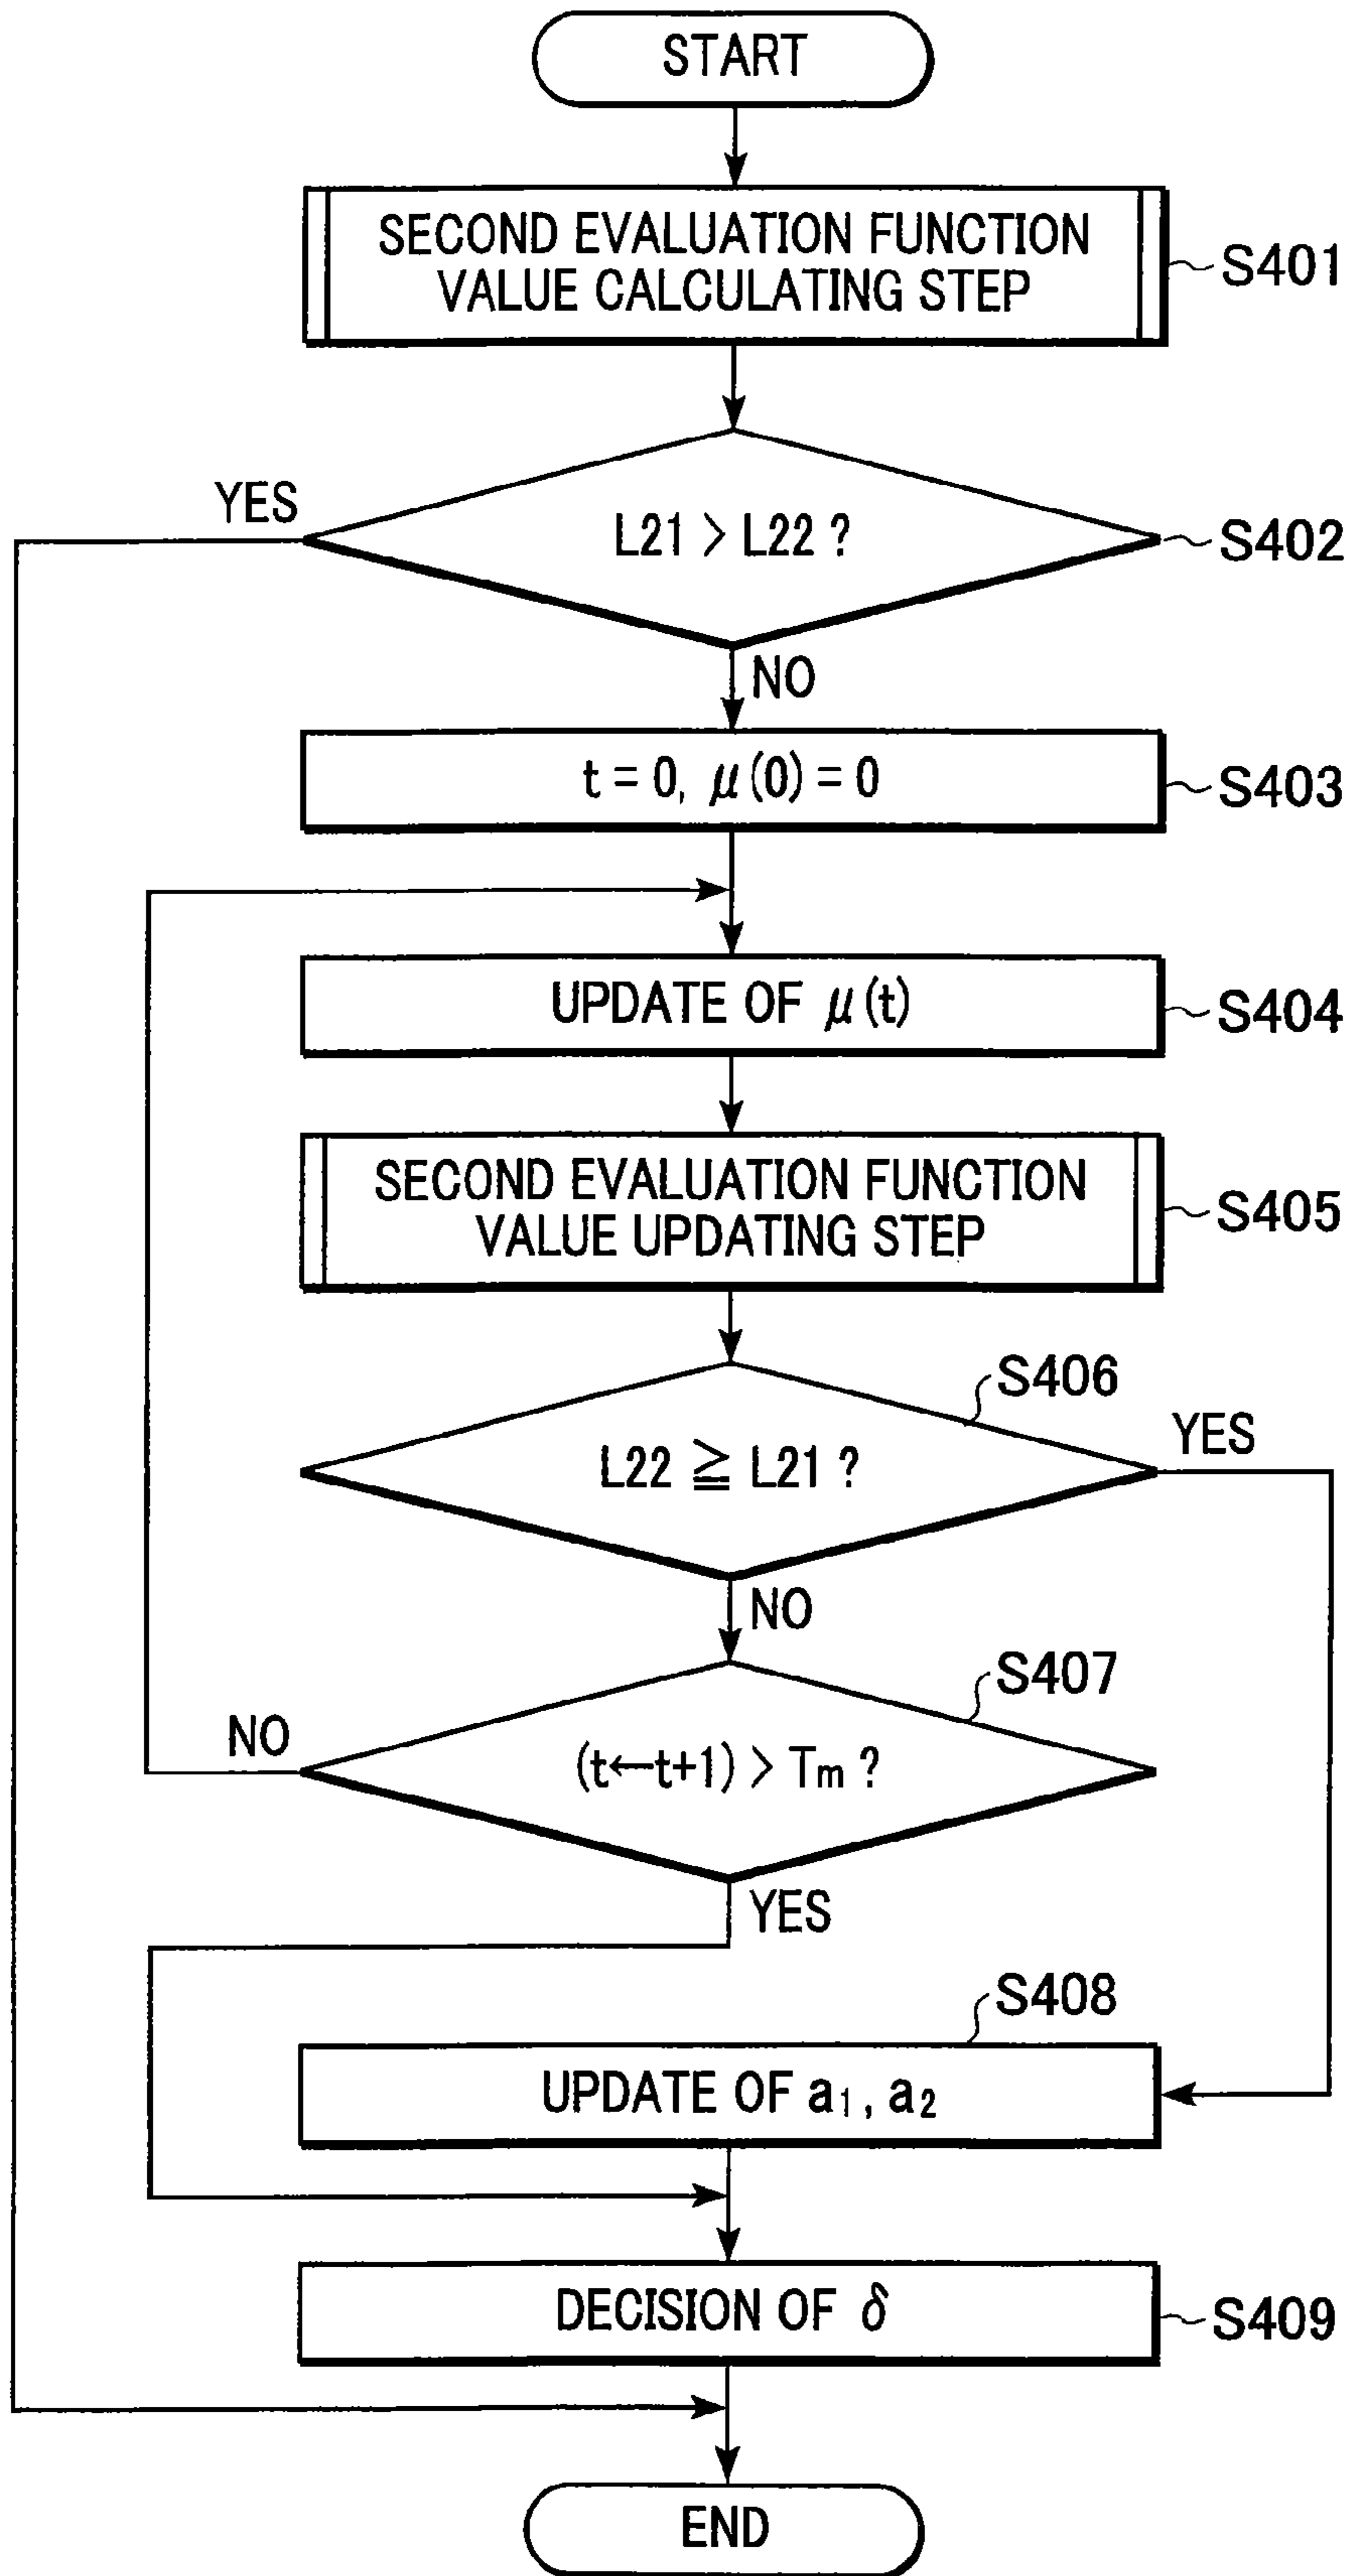 START
SECOND EVALUATION FUNCTION
VALUE CALCULATING STEP
S401
YES
L21 > L22 ?
S402
NO
t = 0, μ(0) = 0
S403
UPDATE OF μ(t)
S404
SECOND EVALUATION FUNCTION
VALUE UPDATING STEP
S405
S406
YES
L22 ≧ L21 ?
NO
S407
NO
(t←t+1) > Tm ?
YES
S408
UPDATE OF a₁, a₂
DECISION OF δ
S409
END